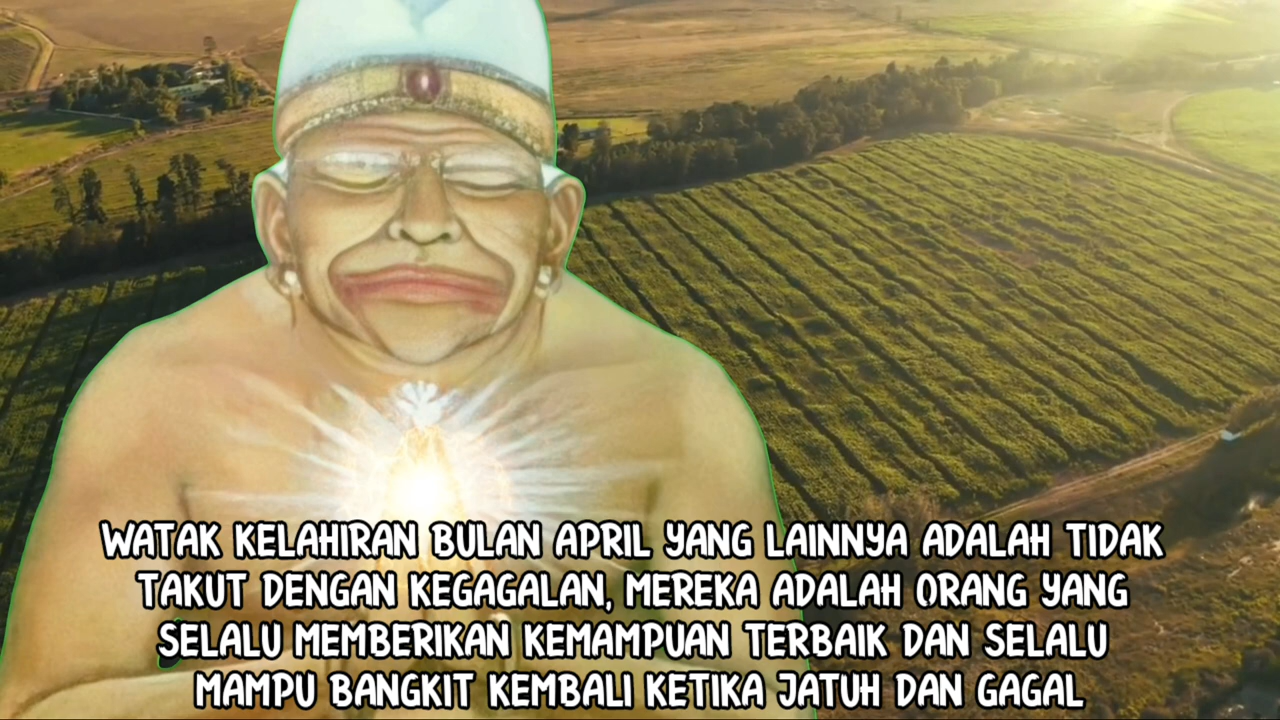 WATAK KELAHIRAN BULAN APRIL YANG LAINNYA ADALAH TIDAK
TAKUT DENGAN KEGAGALAN, MEREKA ADALAH ORANG YANG
SELALU MEMBERIKAN KEMAMPUAN TERBAIK DAN SELALU
MAMPU BANGKIT KEMBALI KETIKA JATUH DAN GAGAL